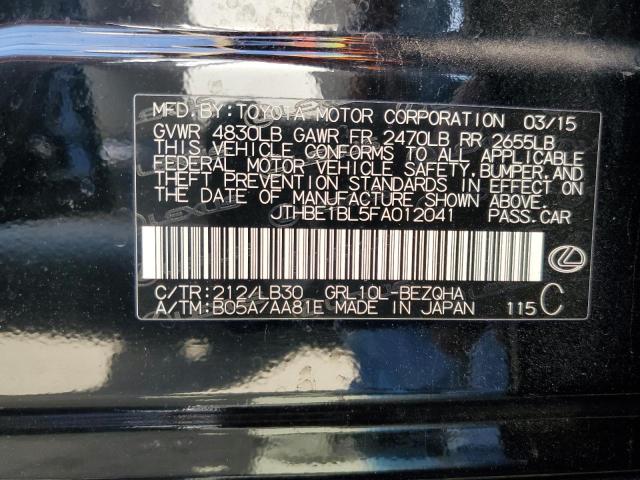 MFD.BY:TOYOTA MOTOR CORPORATION 03/15
GVWR 4830LB GAWR FR 2470LB RR 2655LB
THIS VEHICLE CONFORMS TO ALL APPLICABLE
FEDERAL MOTOR VEHICLE SAFETY,BUMPER,AND
THEFT PREVENTION STANDARDS IN EFFECT ON
THE DATE OF MANUFACTURE SHOWN ABOVE.
JTHBE1BL5FA012041 PASS.CAR
C/TR:212/LB30 GRL10L-BEZQHA
A/TM:B05A/AA81E MADE IN JAPAN 115 C